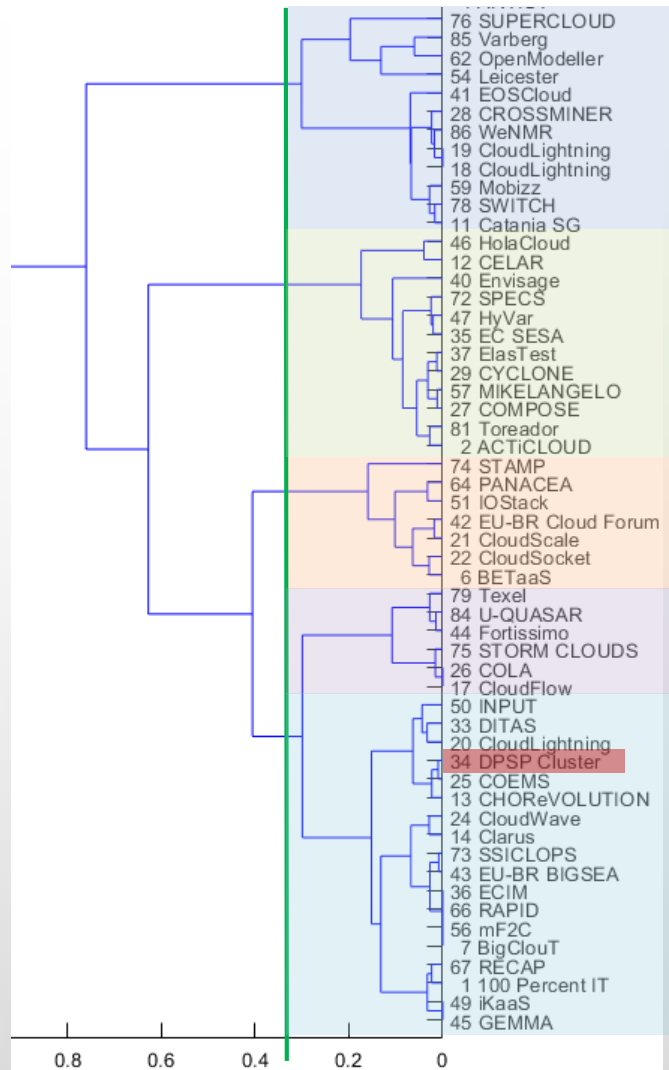 76 SUPERCLOUD
85 Varberg
62 OpenModeller
54 Leicester
41 EOSCloud
28 CROSSMINER
86 WeNMR
19 CloudLightning
18 CloudLightning
59 Mobizz
78 SWITCH
11 Catania SG
46 HolaCloud
12 CELAR
40 Envisage
72 SPECS
47 HyVar
35 EC SESA
37 ElasTest
29 CYCLONE
57 MIKELANGELO
27 COMPOSE
81 Toreador
2 ACTiCLOUD
74 STAMP
64 PANACEA
51 IOStack
42 EU-BR Cloud Forum
21 CloudScale
22 CloudSocket
6 BETaaS
79 Texel
84 U-QUASAR
44 Fortissimo
75 STORM CLOUDS
26 COLA
17 CloudFlow
50 INPUT
33 DITAS
20 CloudLightning
34 DPSP Cluster
25 COEMS
13 CHOReVOLUTION
24 CloudWave
14 Clarus
73 SSICLOPS
43 EU-BR BIGSEA
36 ECIM
66 RAPID
56 mF2C
7 BigClouT
67 RECAP
1 100 Percent IT
49 iKaaS
45 GEMMA
0.8 0.6 0.4 0.2 0